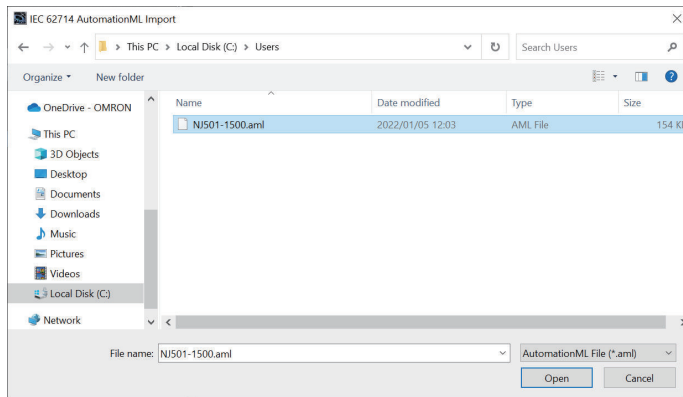 IEC 62714 AutomationML Import
This PC > Local Disk (C:) > Users
Search Users
Organize
New folder
Name
Date modified
Type
Size
NJ501-1500.aml
2022/01/05 12:03
AML File
154
OneDrive - OMRON
This PC
3D Objects
Desktop
Documents
Downloads
Music
Pictures
Videos
Local Disk (C:)
Network
File name: NJ501-1500.aml
AutomationML File (*.aml)
Open
Cancel